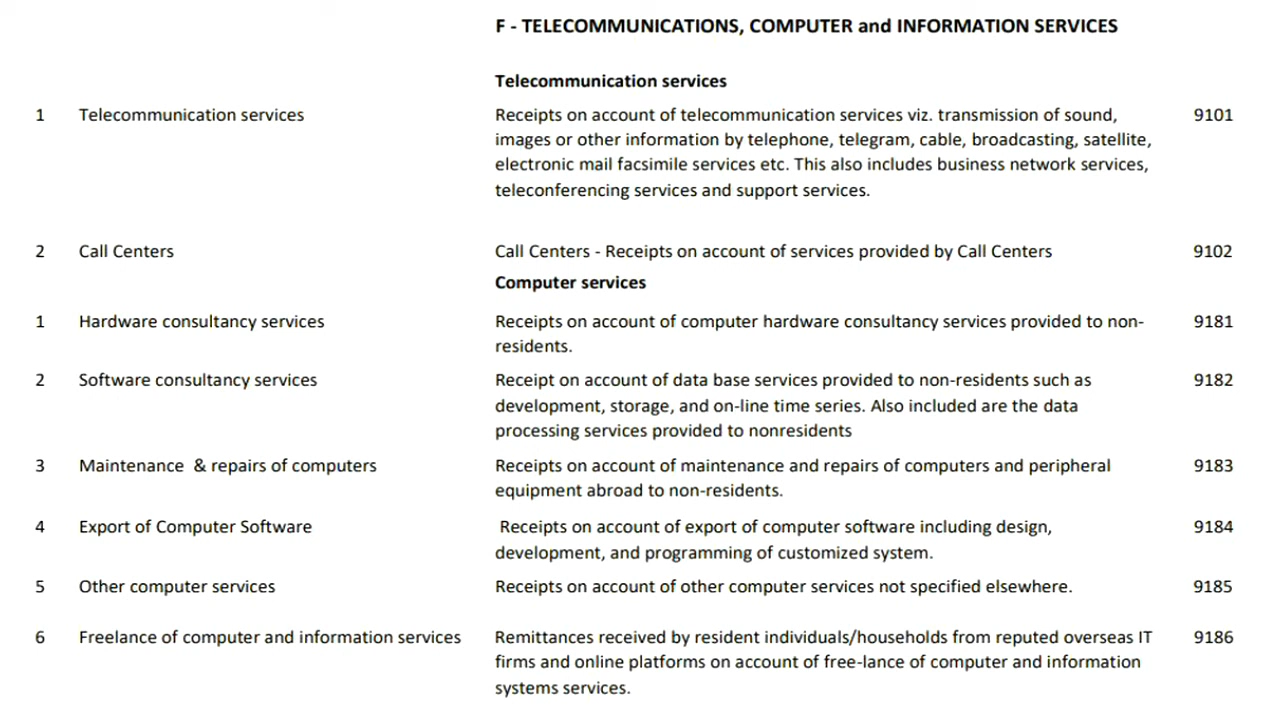 F - TELECOMMUNICATIONS, COMPUTER and INFORMATION SERVICES
Telecommunication services
1 Telecommunication services Receipts on account of telecommunication services viz. transmission of sound, 9101
images or other information by telephone, telegram, cable, broadcasting, satellite,
electronic mail facsimile services etc. This also includes business network services,
teleconferencing services and support services.
2 Call Centers Call Centers - Receipts on account of services provided by Call Centers 9102
Computer services
1 Hardware consultancy services Receipts on account of computer hardware consultancy services provided to non- 9181
residents.
2 Software consultancy services Receipt on account of data base services provided to non-residents such as 9182
development, storage, and on-line time series. Also included are the data
processing services provided to nonresidents
3 Maintenance & repairs of computers Receipts on account of maintenance and repairs of computers and peripheral 9183
equipment abroad to non-residents.
4 Export of Computer Software Receipts on account of export of computer software including design, 9184
development, and programming of customized system.
5 Other computer services Receipts on account of other computer services not specified elsewhere. 9185
6 Freelance of computer and information services Remittances received by resident individuals/households from reputed overseas IT 9186
firms and online platforms on account of free-lance of computer and information
systems services.